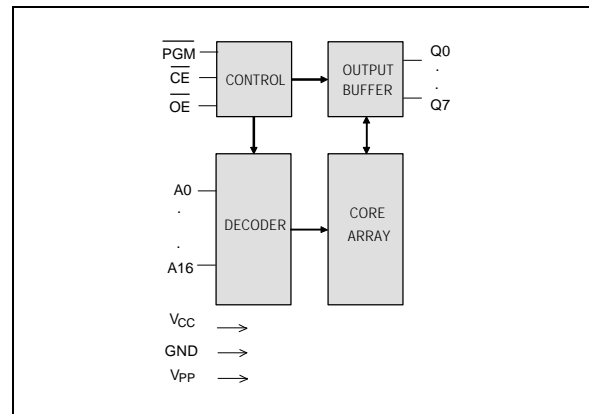 PGM
CE
OE
CONTROL
OUTPUT
BUFFER
Q0
.
.
Q7
A0
.
.
A16
DECODER
CORE
ARRAY
VCC
GND
VPP